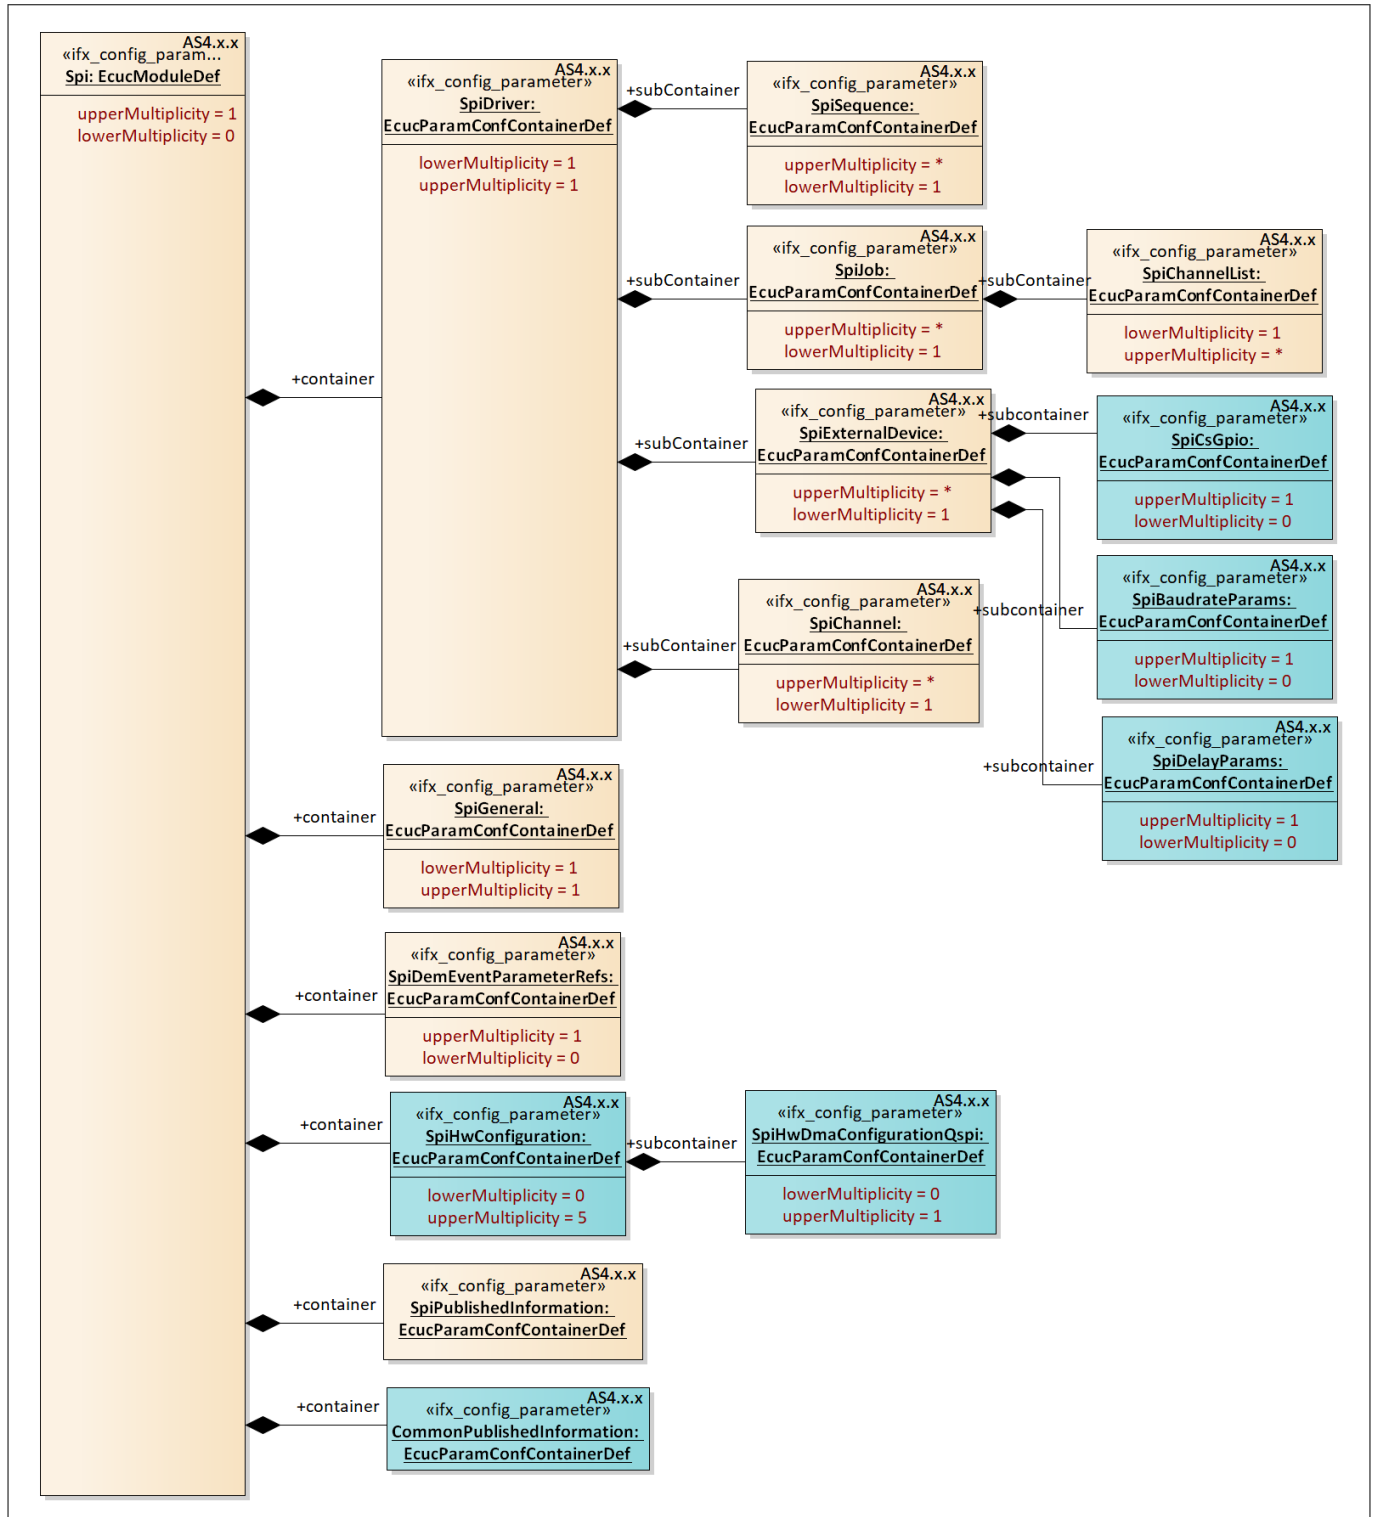 AS4.x.x
«ifx_config_param...
Spi: EcucModuleDef
upperMultiplicity = 1
lowerMultiplicity = 0
+container
AS4.x.x
«ifx_config_parameter»
SpiDriver:
EcucParamConfContainerDef
lowerMultiplicity = 1
upperMultiplicity = 1
+subContainer
AS4.x.x
«ifx_config_parameter»
SpiSequence:
EcucParamConfContainerDef
upperMultiplicity = *
lowerMultiplicity = 1
+subContainer
AS4.x.x
«ifx_config_parameter»
SpiJob:
EcucParamConfContainerDef
upperMultiplicity = *
lowerMultiplicity = 1
+subContainer
AS4.x.x
«ifx_config_parameter»
SpiChannelList:
EcucParamConfContainerDef
lowerMultiplicity = 1
upperMultiplicity = *
+subContainer
AS4.x.x
«ifx_config_parameter»
SpiExternalDevice:
EcucParamConfContainerDef
upperMultiplicity = *
lowerMultiplicity = 1
+subcontainer
AS4.x.x
«ifx_config_parameter»
SpiCsGpio:
EcucParamConfContainerDef
upperMultiplicity = 1
lowerMultiplicity = 0
+subcontainer
AS4.x.x
«ifx_config_parameter»
SpiBaudrateParams:
EcucParamConfContainerDef
upperMultiplicity = 1
lowerMultiplicity = 0
+subcontainer
AS4.x.x
«ifx_config_parameter»
SpiDelayParams:
EcucParamConfContainerDef
upperMultiplicity = 1
lowerMultiplicity = 0
+subContainer
AS4.x.x
«ifx_config_parameter»
SpiChannel:
EcucParamConfContainerDef
upperMultiplicity = *
lowerMultiplicity = 1
+container
AS4.x.x
«ifx_config_parameter»
SpiGeneral:
EcucParamConfContainerDef
lowerMultiplicity = 1
upperMultiplicity = 1
+container
AS4.x.x
«ifx_config_parameter»
SpiDemEventParameterRefs:
EcucParamConfContainerDef
upperMultiplicity = 1
lowerMultiplicity = 0
+container
AS4.x.x
«ifx_config_parameter»
SpiHwConfiguration:
EcucParamConfContainerDef
lowerMultiplicity = 0
upperMultiplicity = 5
+subcontainer
AS4.x.x
«ifx_config_parameter»
SpiHwDmaConfigurationQspi:
EcucParamConfContainerDef
lowerMultiplicity = 0
upperMultiplicity = 1
+container
AS4.x.x
«ifx_config_parameter»
SpiPublishedInformation:
EcucParamConfContainerDef
+container
AS4.x.x
«ifx_config_parameter»
CommonPublishedInformation:
EcucParamConfContainerDef